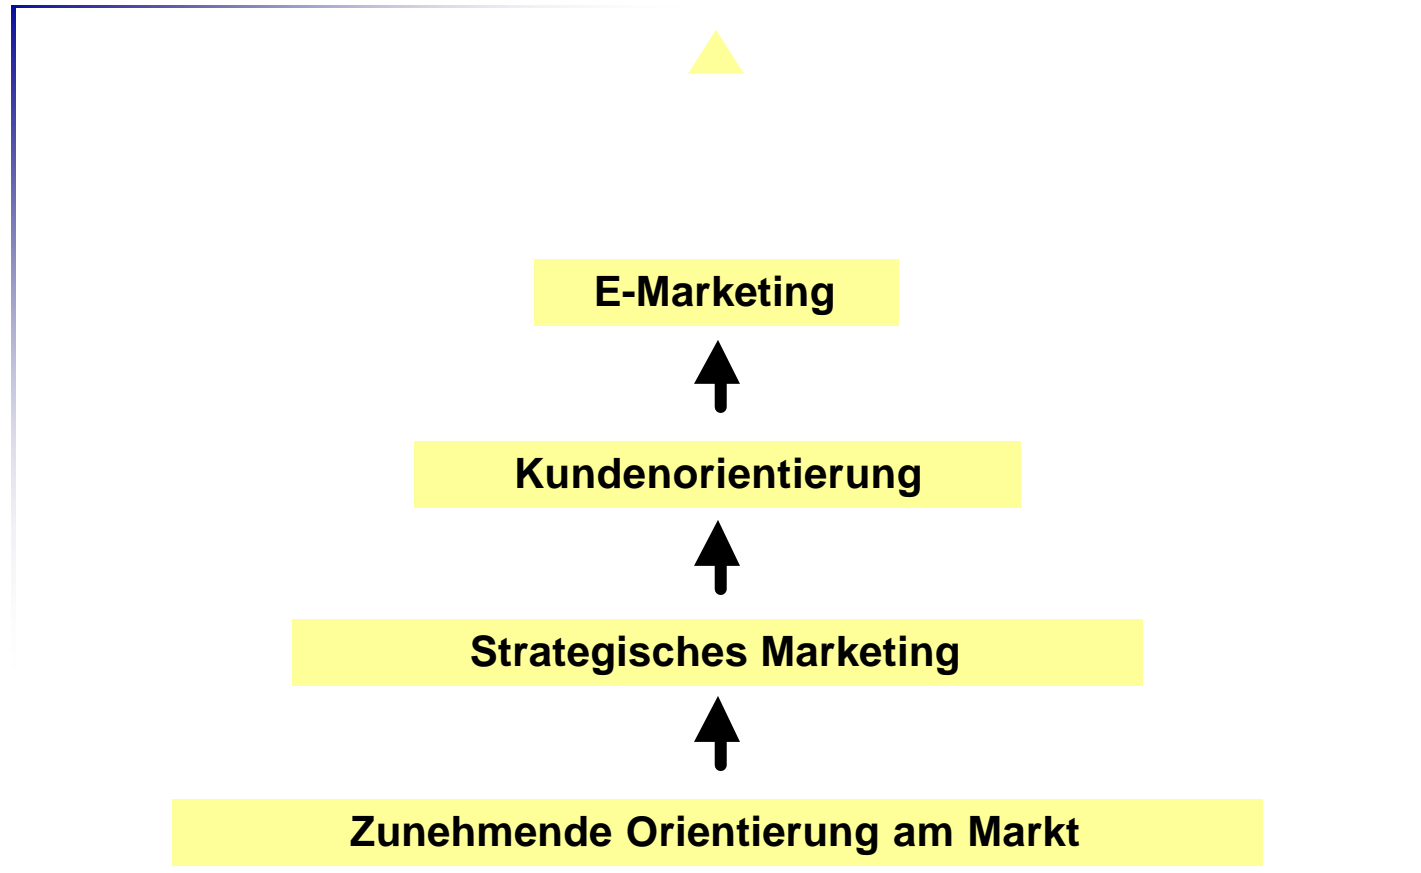 E-Marketing
Kundenorientierung
Strategisches Marketing
Zunehmende Orientierung am Markt